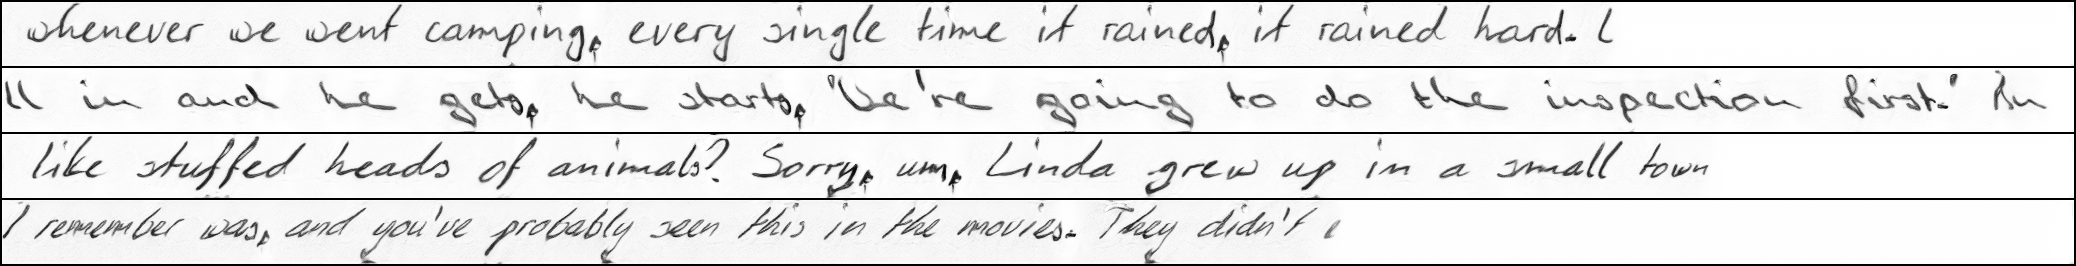 whenever we went camping, every single time it rained, it rained hard. I
ll in and he gets, he starts, "We're going to do the inspection first." An
like stuffed heads of animals? Sorry, um, Linda grew up in a small town
I remember was, and you've probably seen this in the movies. They didn't